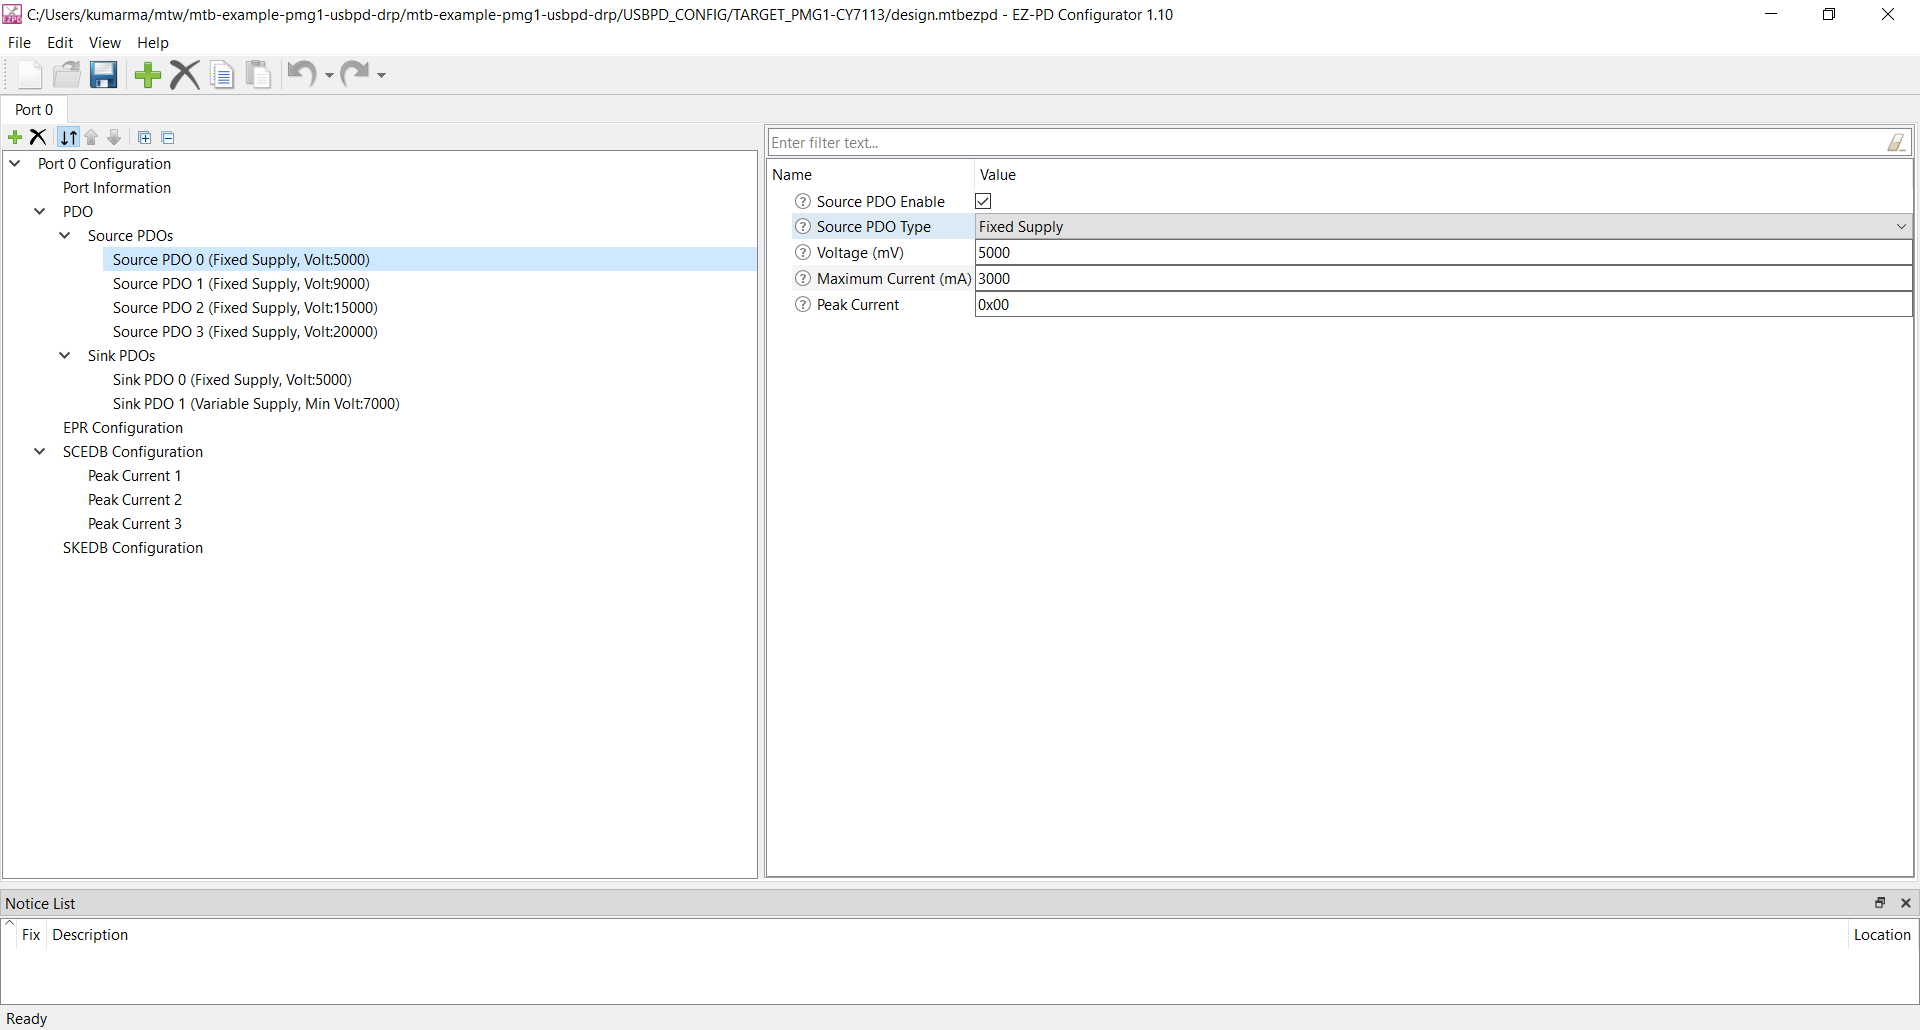 C:/Users/kumarma/mtw/mtb-example-pmg1-usbpd-drp/mtb-example-pmg1-usbpd-drp/USBPD_CONFIG/TARGET_PMG1-CY7113/design.mtbezpd - EZ-PD Configurator 1.10
File Edit View Help
Port 0
Port 0 Configuration
Port Information
PDO
Source PDOs
Source PDO 0 (Fixed Supply, Volt:5000)
Source PDO 1 (Fixed Supply, Volt:9000)
Source PDO 2 (Fixed Supply, Volt:15000)
Source PDO 3 (Fixed Supply, Volt:20000)
Sink PDOs
Sink PDO 0 (Fixed Supply, Volt:5000)
Sink PDO 1 (Variable Supply, Min Volt:7000)
EPR Configuration
SCEDB Configuration
Peak Current 1
Peak Current 2
Peak Current 3
SKEDB Configuration
Enter filter text...
Name Value
Source PDO Enable
Source PDO Type Fixed Supply
Voltage (mV) 5000
Maximum Current (mA) 3000
Peak Current 0x00
Notice List
Fix Description Location
Ready